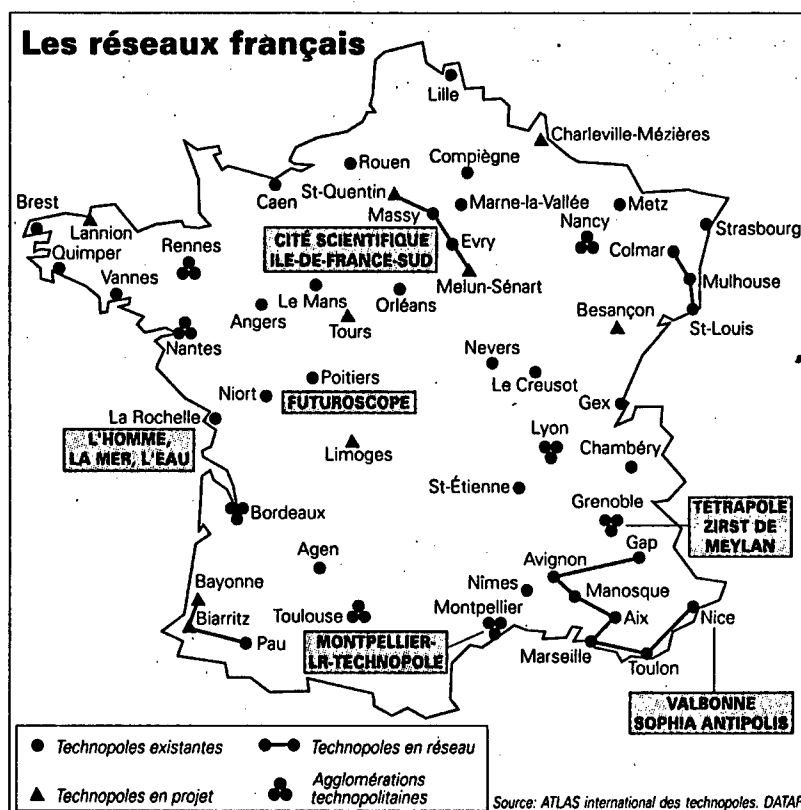 Les réseaux français
Lille
Charleville-Mézières
Rouen
Compiègne
Caen
St-Quentin
Marne-la-Vallée
Metz
Brest
Lannion
Massy
Nancy
Strasbourg
Rennes
Evry
Colmar
Quimper
CITÉ SCIENTIFIQUE
ILE-DE-FRANCE-SUD
Vannes
Melun-Sénart
Mulhouse
Le Mans
Orléans
Angers
Tours
Besançon
St-Louis
Nantes
Nevers
Poitiers
Le Creusot
Niort
FUTUROSCOPE
Gex
La Rochelle
L'HOMME,
LA MER, L'EAU
Lyon
Limoges
Chambéry
St-Étienne
Grenoble
TÉTRAPOLE
ZIRST DE
MEYLAN
Bordeaux
Gap
Agen
Avignon
Bayonne
Nîmes
Manosque
Biarritz
Toulouse
Montpellier
Aix
Nice
Pau
MONTPELLIER-
LR-TECHNOPOLE
Marseille
Toulon
VALBONNE
SOPHIA ANTIPOLIS
Technopoles existantes
Technopoles en réseau
Technopoles en projet
Agglomérations
technopolitaines
Source: ATLAS international des technopoles. DATAR